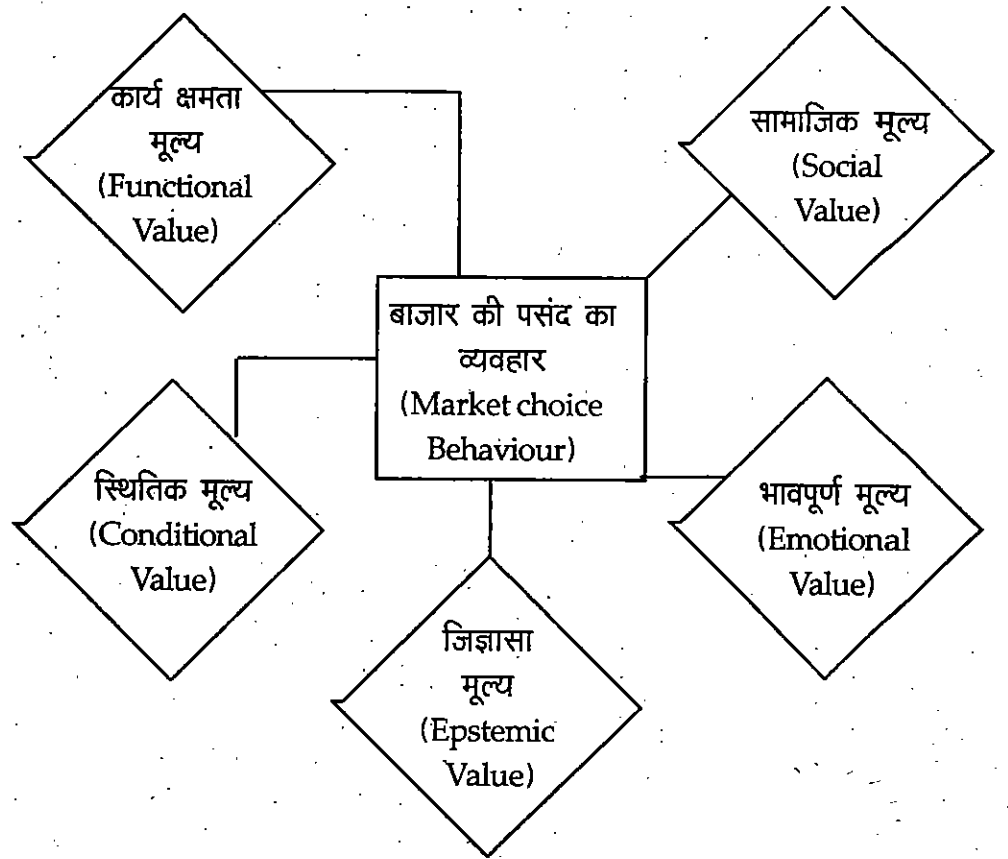 कार्य क्षमता
मूल्य
(Functional
Value)
सामाजिक मूल्य
(Social
Value)
बाजार की पसंद का
व्यवहार
(Market choice
Behaviour)
स्थितिक मूल्य
(Conditional
Value)
भावपूर्ण मूल्य
(Emotional
Value)
जिज्ञासा
मूल्य
(Epstemic
Value)